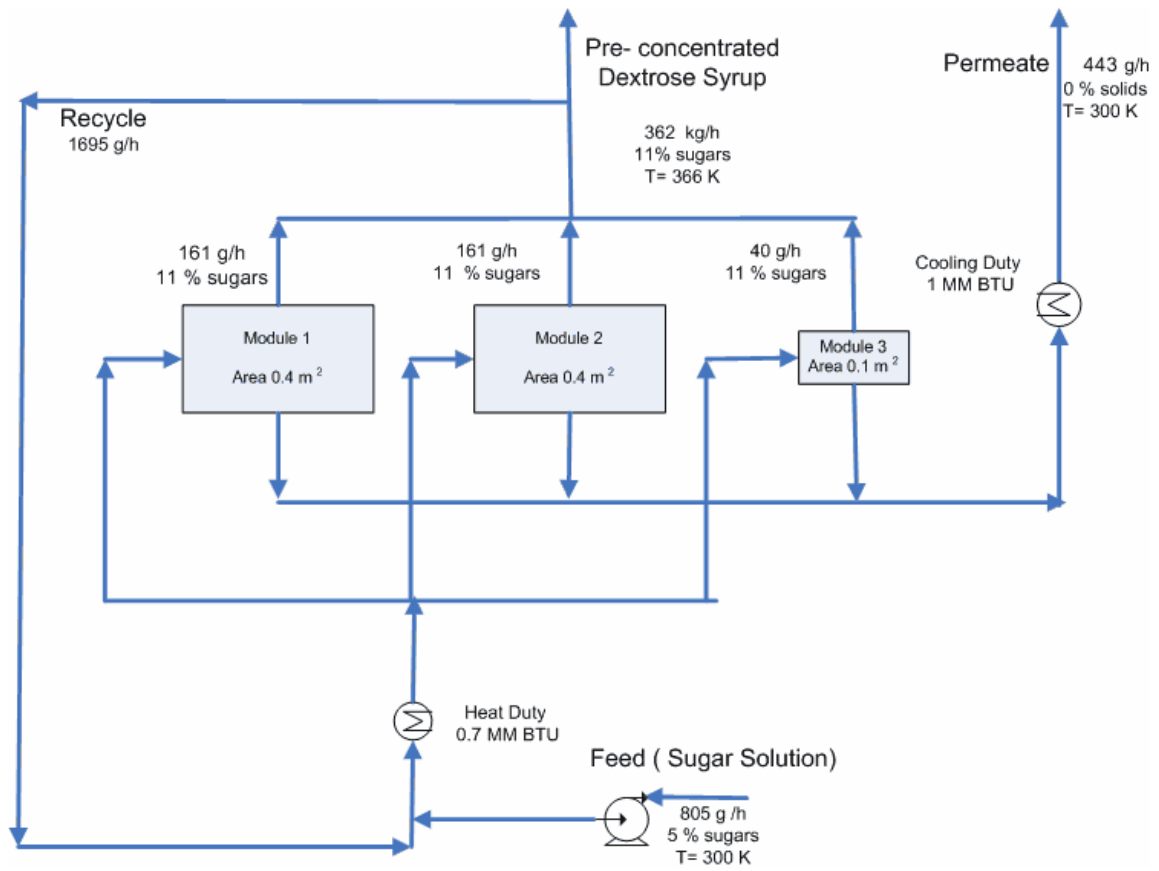 Pre- concentrated
Dextrose Syrup
Permeate
443 g/h
0 % solids
T= 300 K
Recycle
1695 g/h
362 kg/h
11% sugars
T= 366 K
161 g/h
11 % sugars
161 g/h
11 % sugars
40 g/h
11 % sugars
Cooling Duty
1 MM BTU
Module 1
Area 0.4 m 2
Module 2
Area 0.4 m 2
Module 3
Area 0.1 m 2
Heat Duty
0.7 MM BTU
Feed ( Sugar Solution)
805 g /h
5 % sugars
T= 300 K